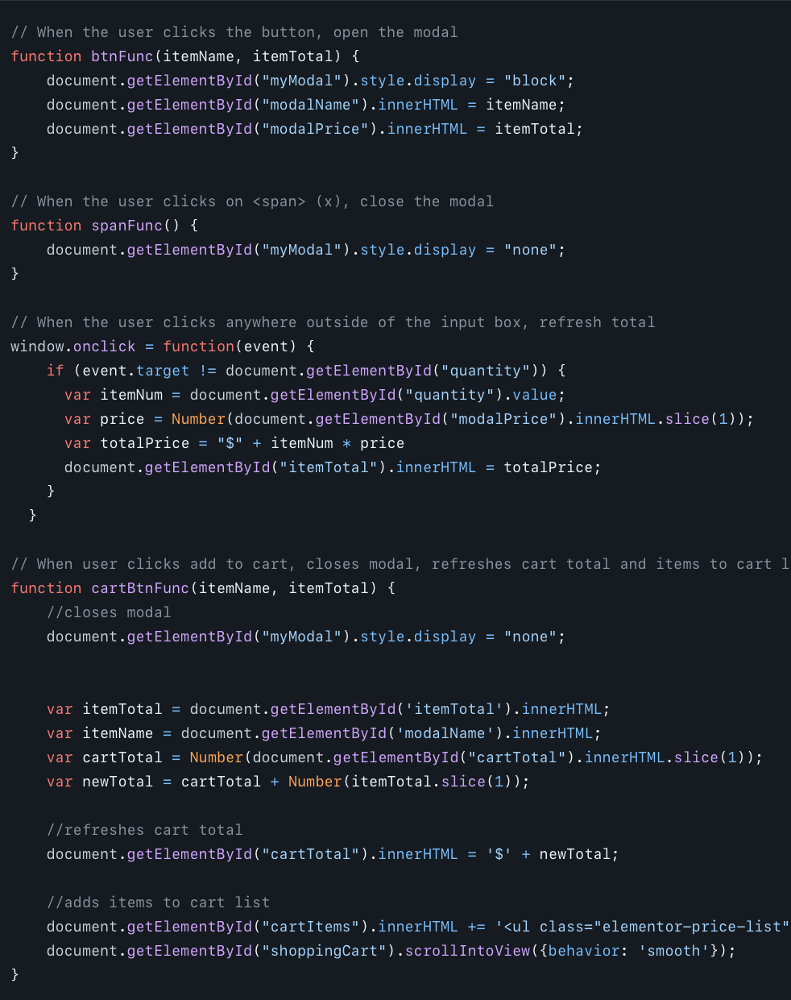 // When the user clicks the button, open the modal
function btnFunc(itemName, itemTotal) {
    document.getElementById("myModal").style.display = "block";
    document.getElementById("modalName").innerHTML = itemName;
    document.getElementById("modalPrice").innerHTML = itemTotal;
}

// When the user clicks on <span> (x), close the modal
function spanFunc() {
    document.getElementById("myModal").style.display = "none";
}

// When the user clicks anywhere outside of the input box, refresh total
window.onclick = function(event) {
    if (event.target != document.getElementById("quantity")) {
      var itemNum = document.getElementById("quantity").value;
      var price = Number(document.getElementById("modalPrice").innerHTML.slice(1));
      var totalPrice = "$" + itemNum * price
      document.getElementById("itemTotal").innerHTML = totalPrice;
    }
  }

// When user clicks add to cart, closes modal, refreshes cart total and items to cart l
function cartBtnFunc(itemName, itemTotal) {
    //closes modal
    document.getElementById("myModal").style.display = "none";


    var itemTotal = document.getElementById('itemTotal').innerHTML;
    var itemName = document.getElementById('modalName').innerHTML;
    var cartTotal = Number(document.getElementById("cartTotal").innerHTML.slice(1));
    var newTotal = cartTotal + Number(itemTotal.slice(1));

    //refreshes cart total
    document.getElementById("cartTotal").innerHTML = '$' + newTotal;

    //adds items to cart list
    document.getElementById("cartItems").innerHTML += '<ul class="elementor-price-list"
    document.getElementById("shoppingCart").scrollIntoView({behavior: 'smooth'});
}